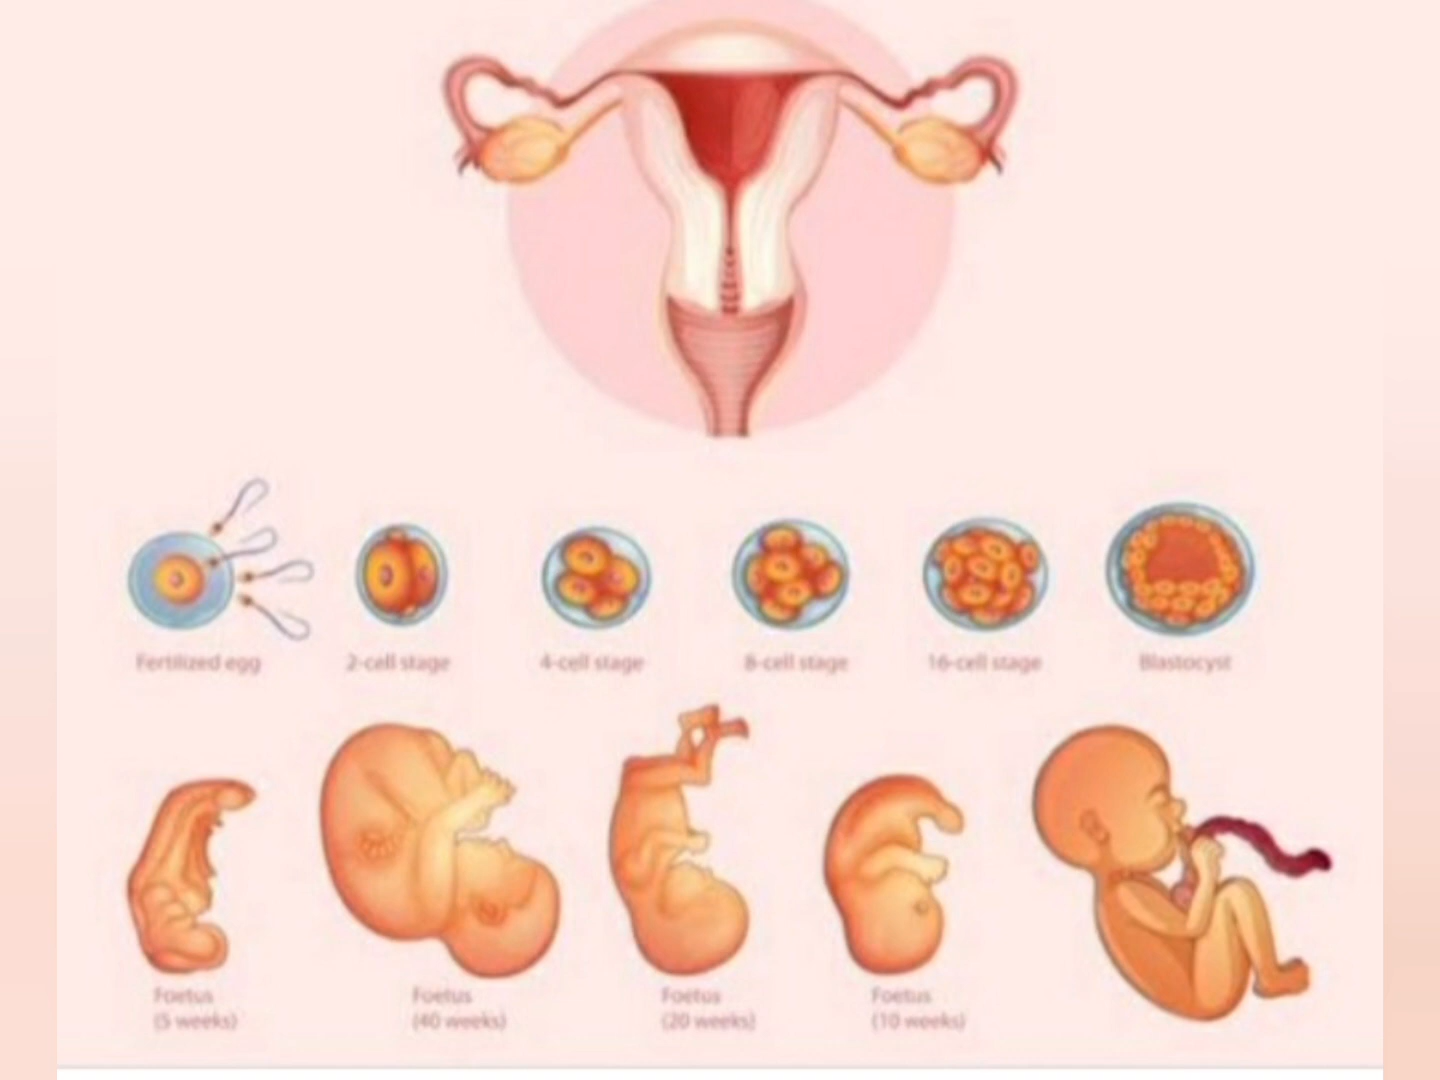 Fertilized egg
2-cell stage
4-cell stage
8-cell stage
16-cell stage
Blastocyst
Foetus
(5 weeks)
Foetus
(40 weeks)
Foetus
(20 weeks)
Foetus
(10 weeks)